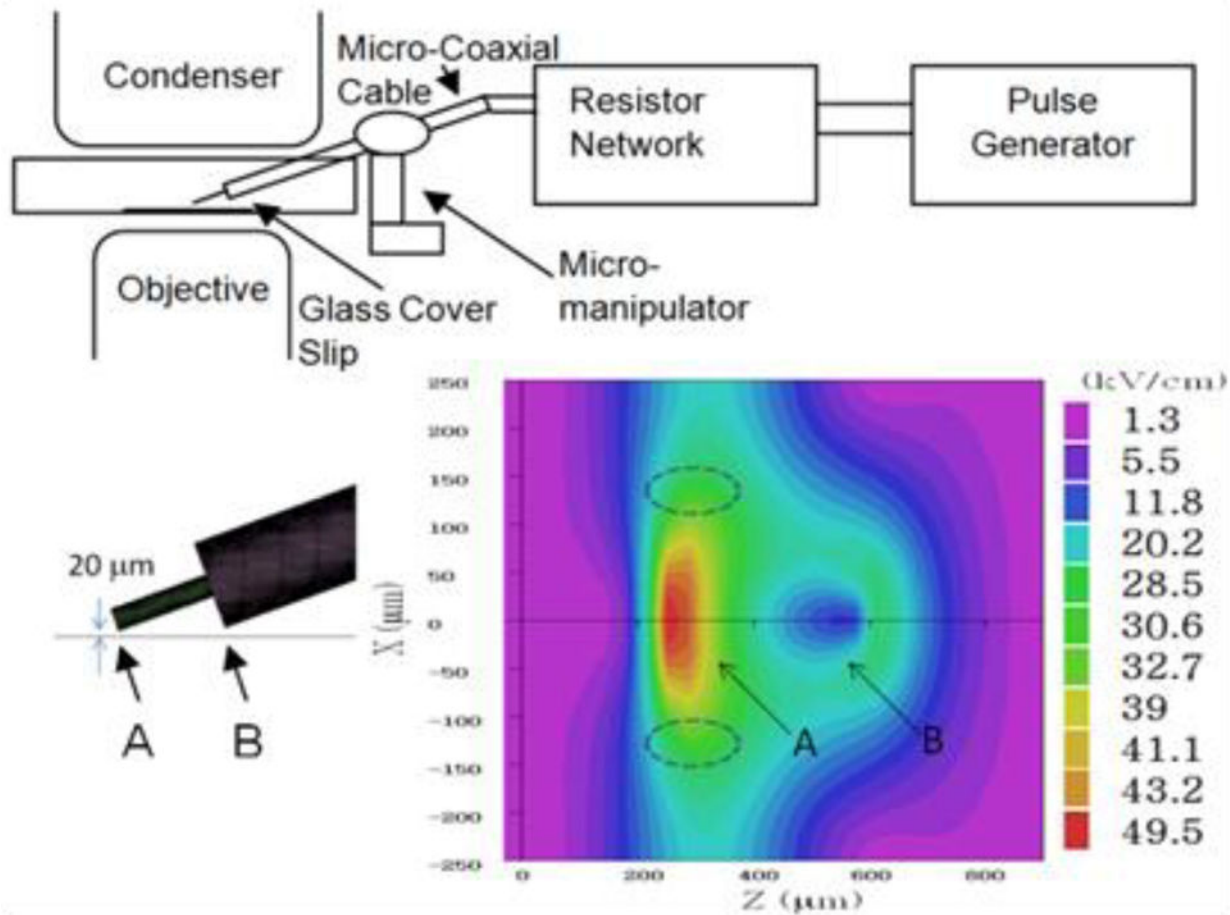 Condenser
Micro-Coaxial
Cable
Resistor
Network
Pulse
Generator
Objective
Glass Cover
Slip
Micro-
manipulator
20 μm
A
B
250
200
150
100
50
0
-50
-100
-150
-200
-250
X (μm)
0
200
400
600
800
Z (μm)
A
B
(kV/cm)
1.3
5.5
11.8
20.2
28.5
30.6
32.7
39
41.1
43.2
49.5